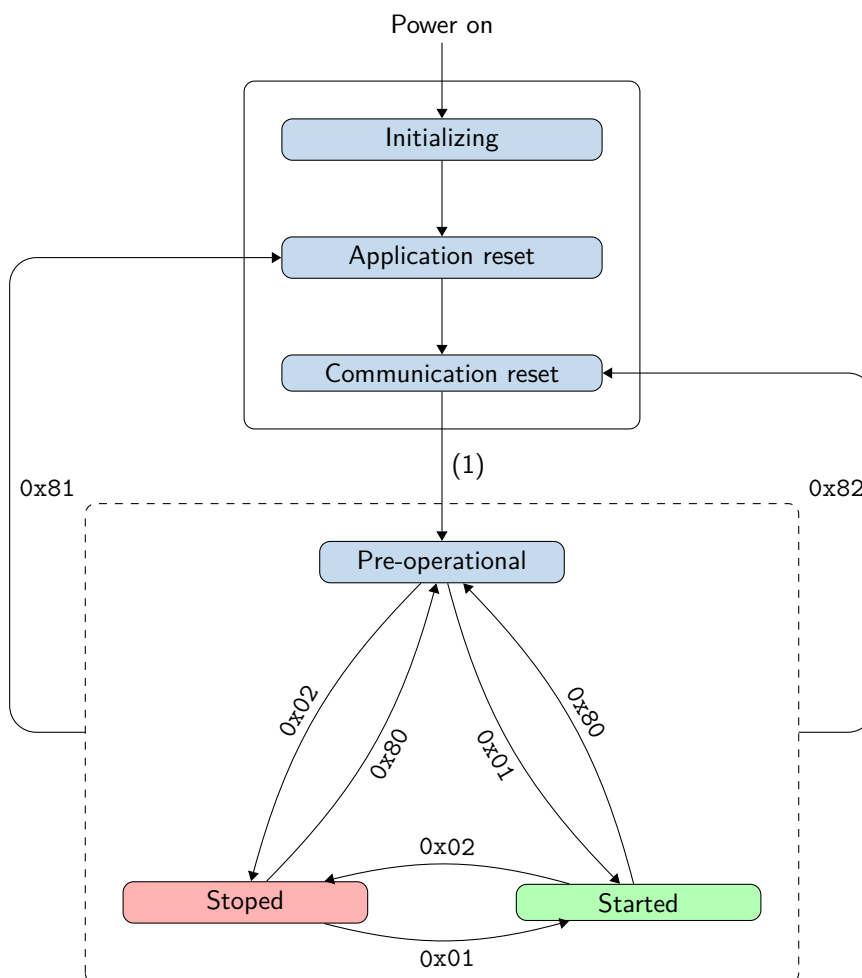 Power on
Initializing
Application reset
Communication reset
(1)
0x81
0x82
Pre-operational
0x02
0x80
0x01
0x80
0x02
Stoped
Started
0x01